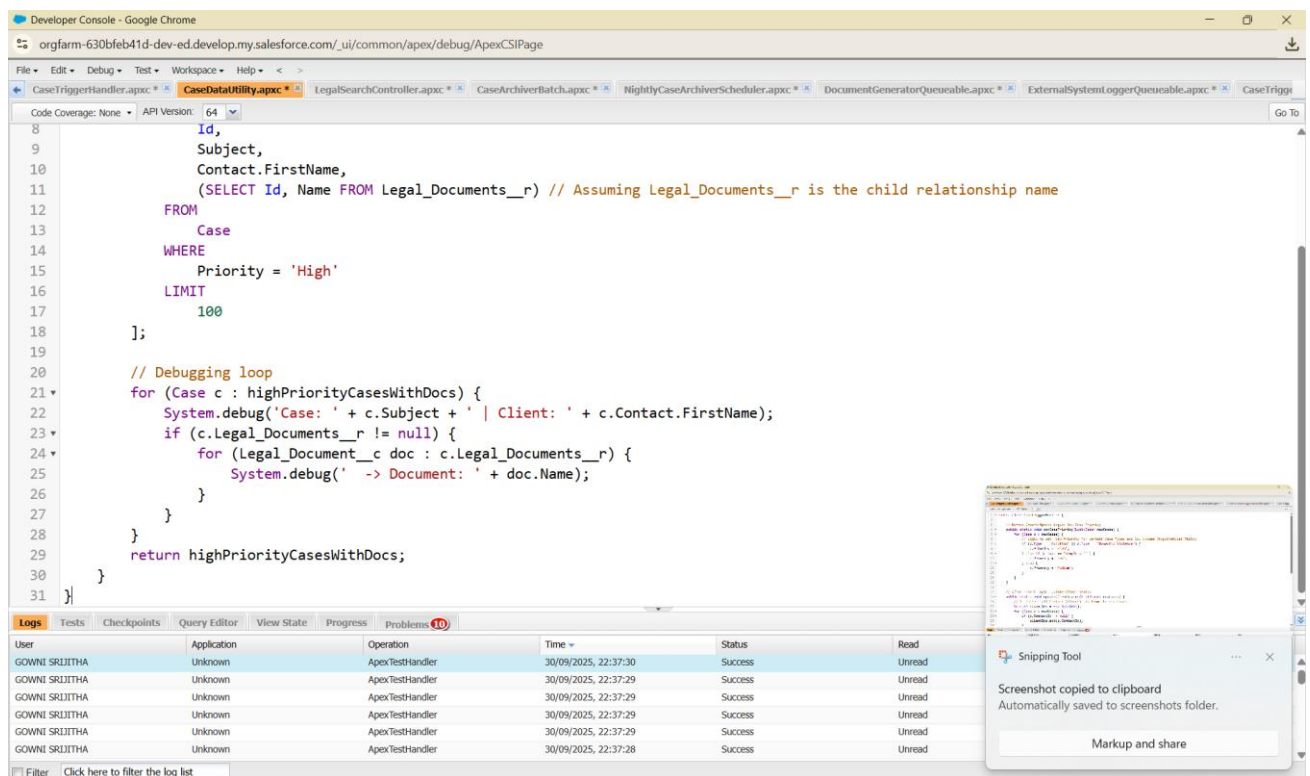 Developer Console - Google Chrome
orgfarm-630bfeb41d-dev-ed.develop.my.salesforce.com/_ui/common/apex/debug/ApexCSIPage
File Edit Debug Test Workspace Help < >
CaseTriggerHandler.apxc * CaseDataUtility.apxc * LegalSearchController.apxc * CaseArchiverBatch.apxc * NightlyCaseArchiverScheduler.apxc * DocumentGeneratorQueueable.apxc * ExternalSystemLoggerQueueable.apxc * CaseTrigge
Code Coverage: None API Version: 64 Go To
8 Id,
9 Subject,
10 Contact.FirstName,
11 (SELECT Id, Name FROM Legal_Documents__r) // Assuming Legal_Documents__r is the child relationship name
12 FROM
13 Case
14 WHERE
15 Priority = 'High'
16 LIMIT
17 100
18 ];
19
20 // Debugging loop
21 for (Case c : highPriorityCasesWithDocs) {
22 System.debug('Case: ' + c.Subject + ' | Client: ' + c.Contact.FirstName);
23 if (c.Legal_Documents__r != null) {
24 for (Legal_Document__c doc : c.Legal_Documents__r) {
25 System.debug('  -> Document: ' + doc.Name);
26 }
27 }
28 }
29 return highPriorityCasesWithDocs;
30 }
31 }
Logs Tests Checkpoints Query Editor View State Progress Problems 10
User Application Operation Time Status Read
GOWNI SRIJITHA Unknown ApexTestHandler 30/09/2025, 22:37:30 Success Unread
GOWNI SRIJITHA Unknown ApexTestHandler 30/09/2025, 22:37:29 Success Unread
GOWNI SRIJITHA Unknown ApexTestHandler 30/09/2025, 22:37:29 Success Unread
GOWNI SRIJITHA Unknown ApexTestHandler 30/09/2025, 22:37:29 Success Unread
GOWNI SRIJITHA Unknown ApexTestHandler 30/09/2025, 22:37:29 Success Unread
GOWNI SRIJITHA Unknown ApexTestHandler 30/09/2025, 22:37:28 Success Unread
Filter Click here to filter the log list
Snipping Tool
Screenshot copied to clipboard
Automatically saved to screenshots folder.
Markup and share